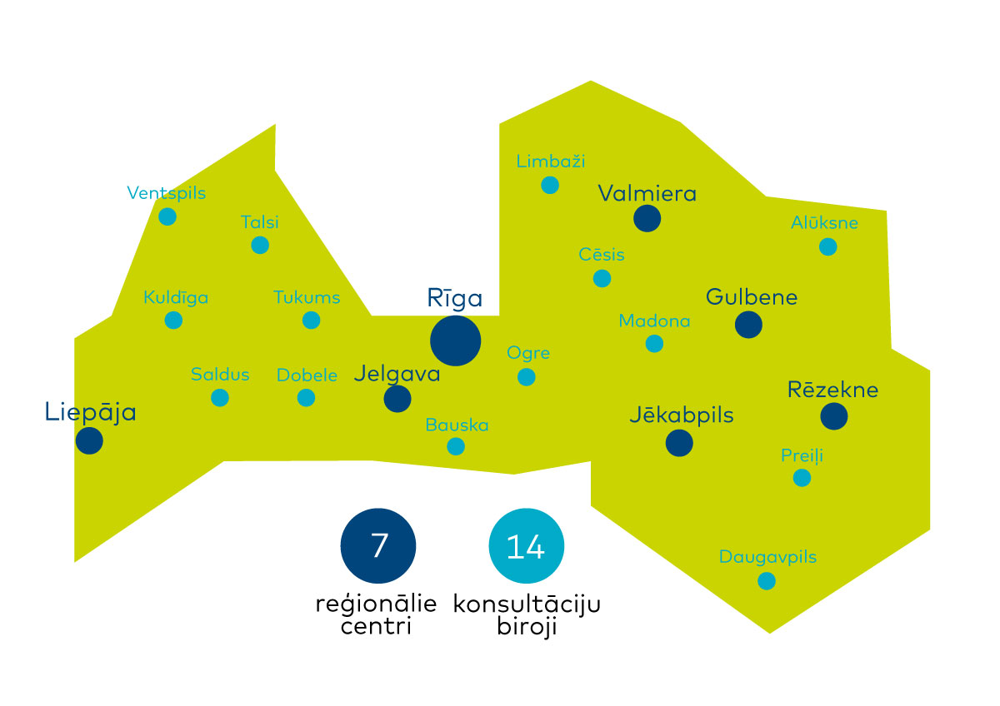 Limbaži
Ventspils
Valmiera
Talsi
Alūksne
Cēsis
Kuldīga
Tukums
Rīga
Gulbene
Madona
Ogre
Saldus
Dobele
Jelgava
Rēzekne
Liepāja
Jēkabpils
Bauska
Preiļi
Daugavpils
7
reģionālie
centri
14
konsultāciju
biroji